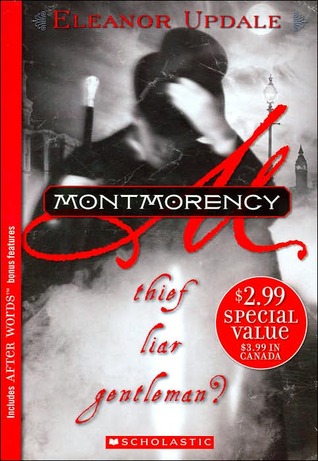 ELEANOR UPDALE
M
MONTMORENCY
thief
liar
gentleman?
$2.99
SPECIAL
VALUE
$3.99 IN
CANADA
Includes AFTER WORDS™ bonus features
SCHOLASTIC